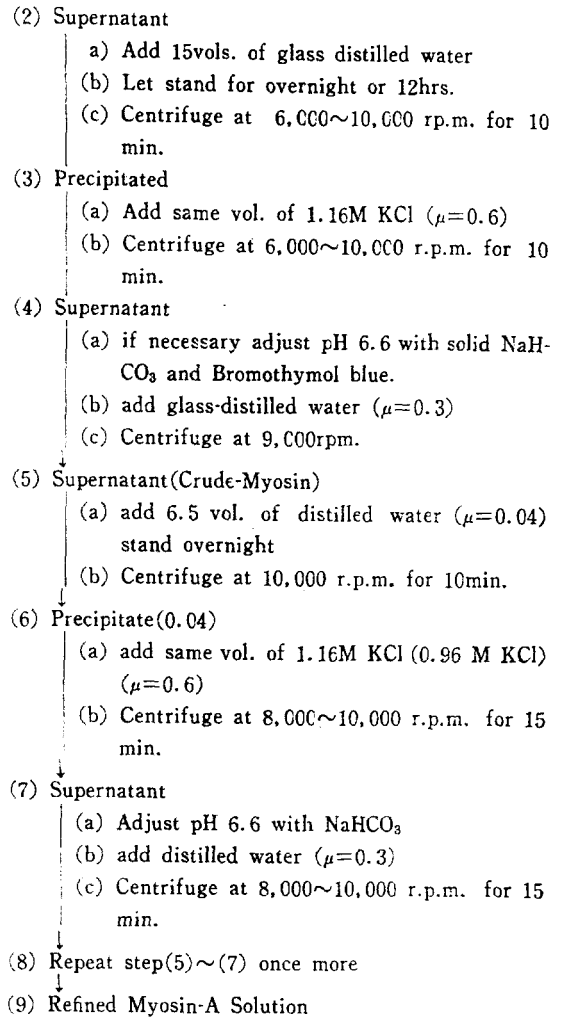 (2) Supernatant
a) Add 15vols. of glass distilled water
(b) Let stand for overnight or 12hrs.
(c) Centrifuge at 6,000~10,000 rp.m. for 10
min.
(3) Precipitated
(a) Add same vol. of 1.16M KCl (μ=0.6)
(b) Centrifuge at 6,000~10,000 r.p.m. for 10
min.
(4) Supernatant
(a) if necessary adjust pH 6.6 with solid NaH-
CO₃ and Bromothymol blue.
(b) add glass-distilled water (μ=0.3)
(c) Centrifuge at 9,000rpm.
(5) Supernatant(Crude-Myosin)
(a) add 6.5 vol. of distilled water (μ=0.04)
stand overnight
(b) Centrifuge at 10,000 r.p.m. for 10min.
(6) Precipitate(0.04)
(a) add same vol. of 1.16M KCl (0.96 M KCl)
(μ=0.6)
(b) Centrifuge at 8,000~10,000 r.p.m. for 15
min.
(7) Supernatant
(a) Adjust pH 6.6 with NaHCO₃
(b) add distilled water (μ=0.3)
(c) Centrifuge at 8,000~10,000 r.p.m. for 15
min.
(8) Repeat step(5)~(7) once more
(9) Refined Myosin-A Solution